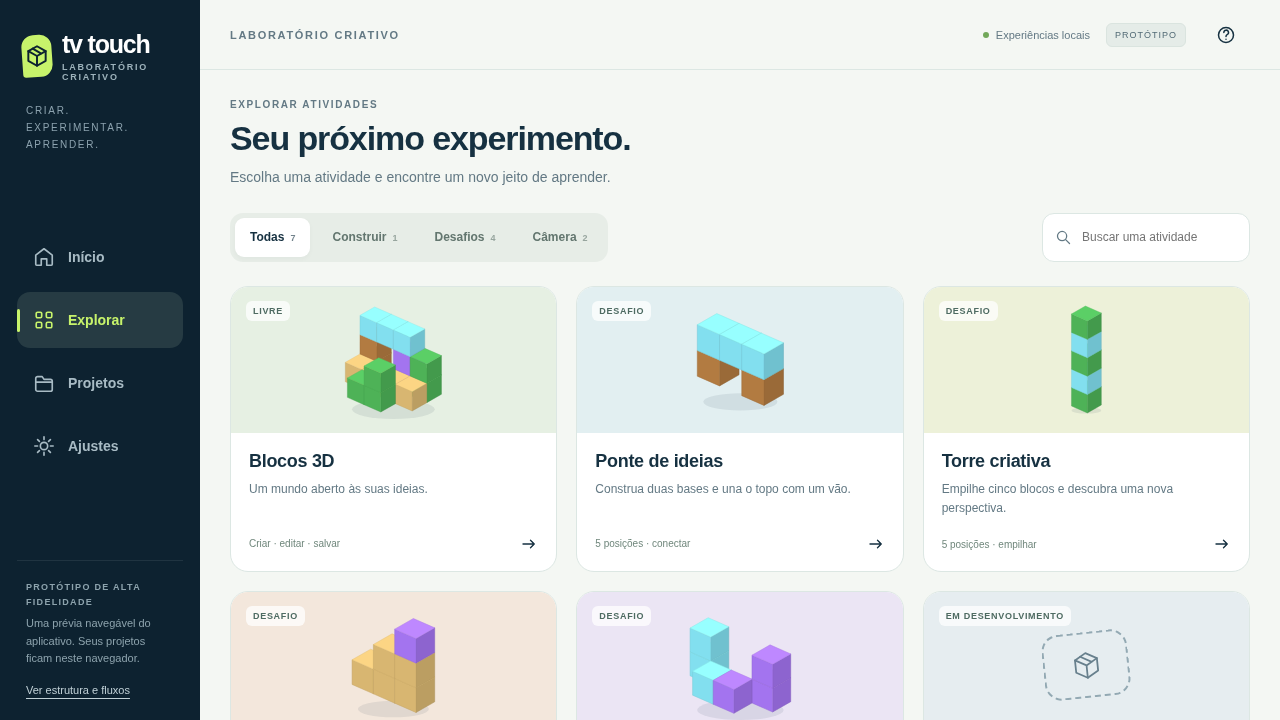 tv touch
LABORATÓRIO
CRIATIVO
CRIAR.
EXPERIMENTAR.
APRENDER.
Início
Explorar
Projetos
Ajustes
PROTÓTIPO DE ALTA
FIDELIDADE
Uma prévia navegável do
aplicativo. Seus projetos
ficam neste navegador.
Ver estrutura e fluxos
LABORATÓRIO CRIATIVO
Experiências locais
PROTÓTIPO
EXPLORAR ATIVIDADES
Seu próximo experimento.
Escolha uma atividade e encontre um novo jeito de aprender.
Todas 7
Construir 1
Desafios 4
Câmera 2
Buscar uma atividade
LIVRE
Blocos 3D
Um mundo aberto às suas ideias.
Criar · editar · salvar
DESAFIO
Ponte de ideias
Construa duas bases e una o topo com um vão.
5 posições · conectar
DESAFIO
Torre criativa
Empilhe cinco blocos e descubra uma nova
perspectiva.
5 posições · empilhar
DESAFIO
DESAFIO
EM DESENVOLVIMENTO